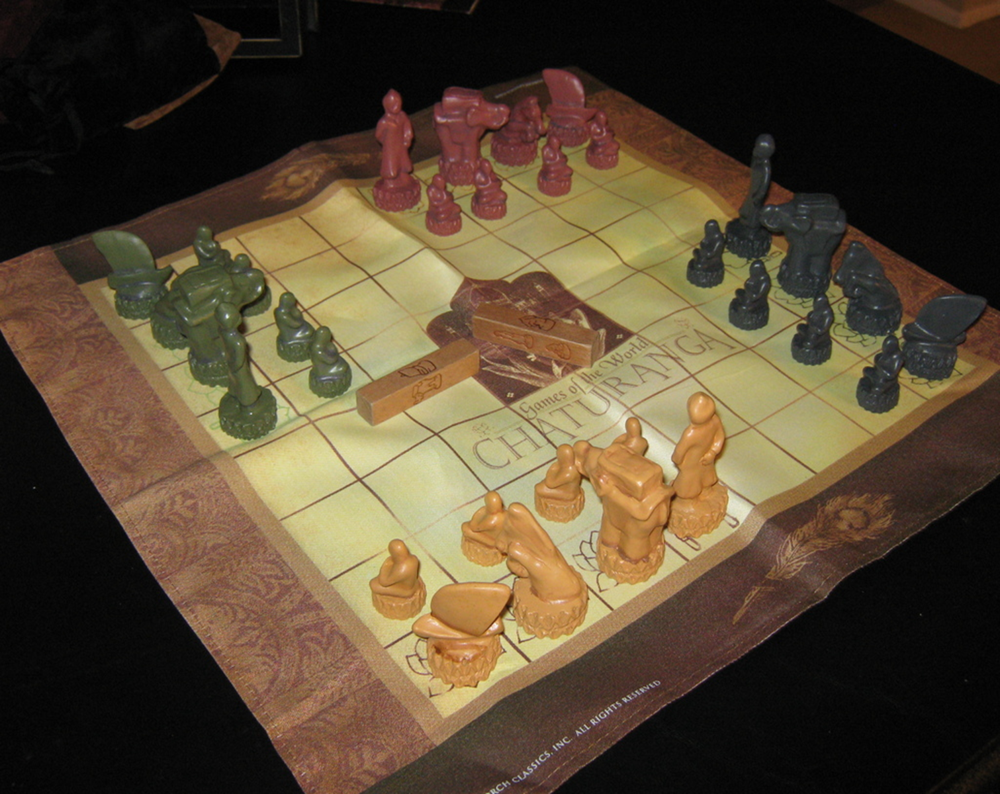 Games of the World
CHATURANGA
RCH CLASSICS, INC. ALL RIGHTS RESERVED